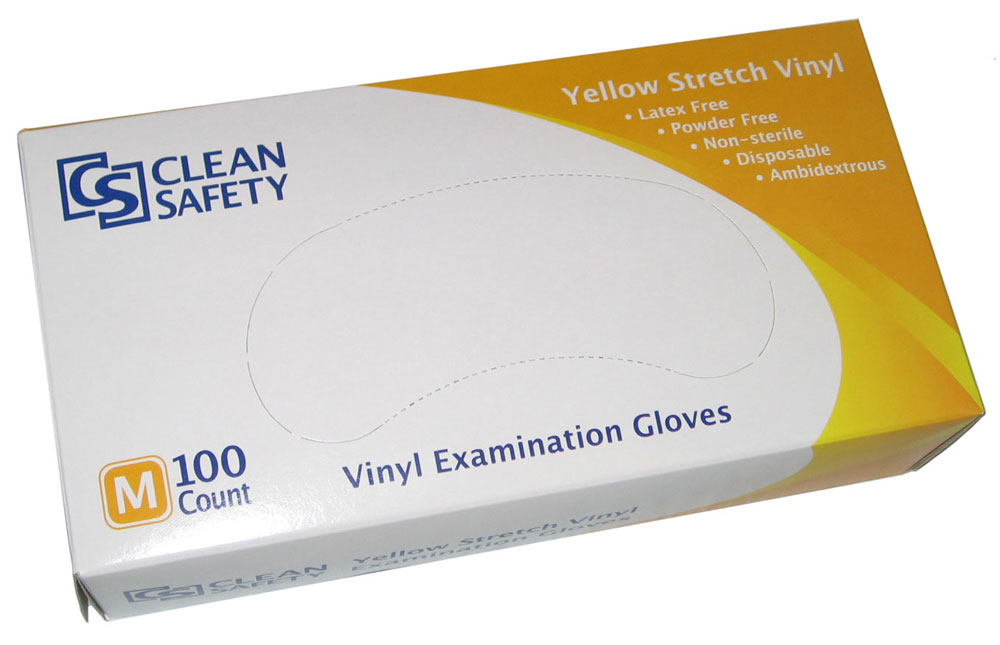 CS CLEAN
SAFETY
Yellow Stretch Vinyl
• Latex Free
• Powder Free
• Non-sterile
• Disposable
• Ambidextrous
M 100
Count
Vinyl Examination Gloves
CS CLEAN
SAFETY
Yellow Stretch Vinyl
Examination Gloves